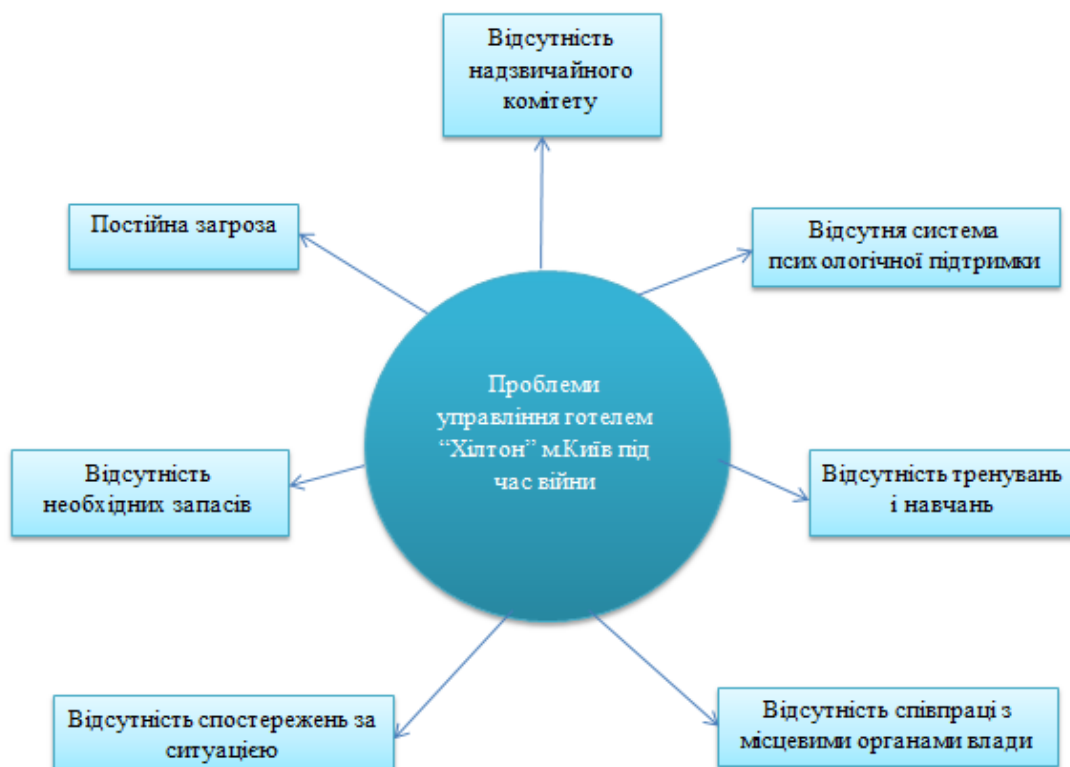 Відсутність
надзвичайного
комітету
Постійна загроза
Відсутня система
психологічної підтримки
Проблеми
управління готелем
“Хілтон” м.Київ під
час війни
Відсутність
необхідних запасів
Відсутність тренувань
і навчань
Відсутність спостережень за
ситуацією
Відсутність співпраці з
місцевими органами влади